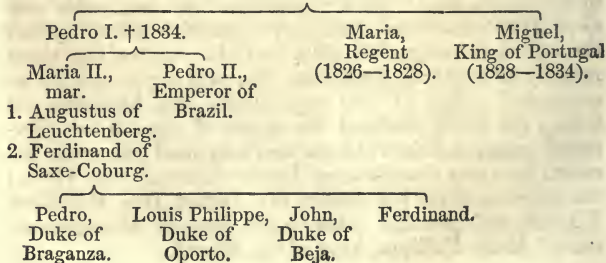 Pedro I. † 1834.
Maria,
Regent
(1826—1828).
Miguel,
King of Portugal
(1828—1834).
Maria II.,
mar.
1. Augustus of
Leuchtenberg.
2. Ferdinand of
Saxe-Coburg.
Pedro II.,
Emperor of
Brazil.
Pedro,
Duke of
Braganza.
Louis Philippe,
Duke of
Oporto.
John,
Duke of
Beja.
Ferdinand.